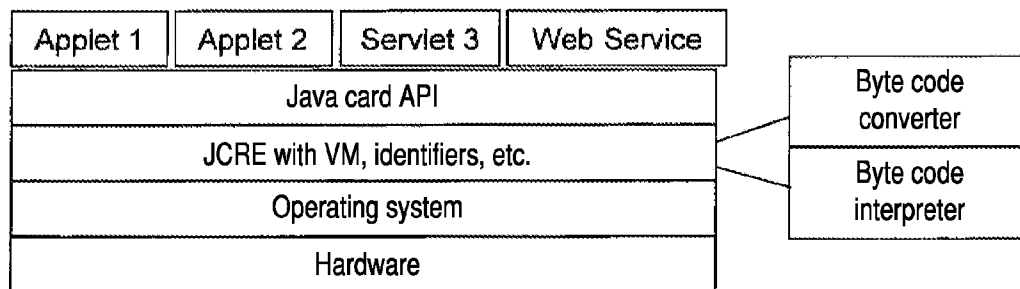 Applet 1 Applet 2 Servlet 3 Web Service
Java card API
JCRE with VM, identifiers, etc.
Operating system
Hardware
Byte code
converter
Byte code
interpreter